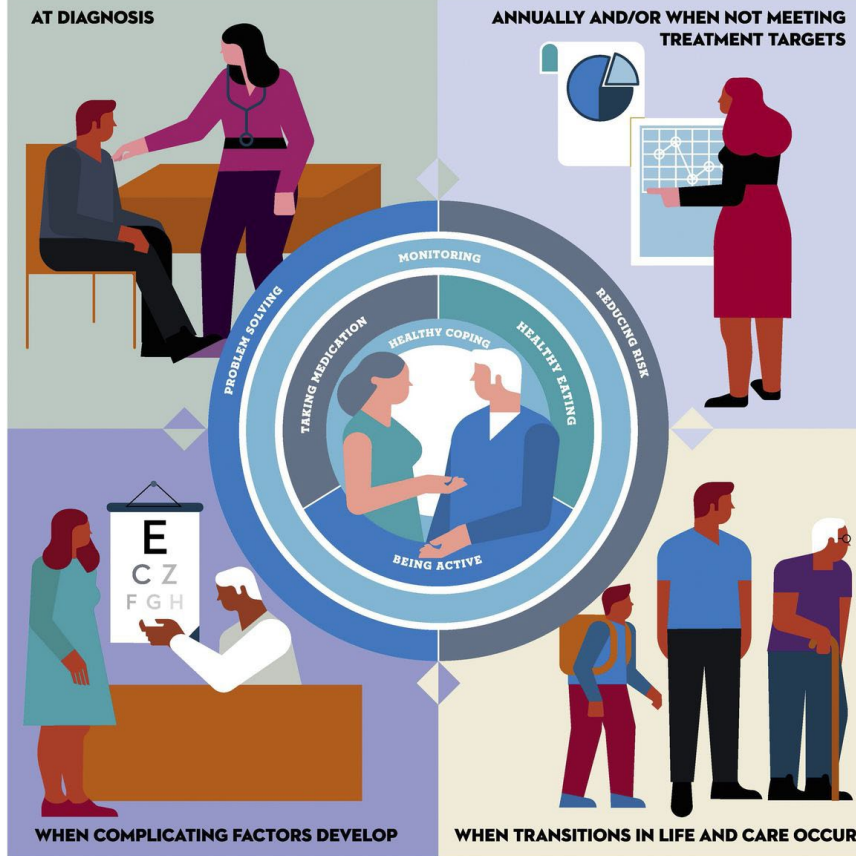 AT DIAGNOSIS
ANNUALLY AND/OR WHEN NOT MEETING
TREATMENT TARGETS
PROBLEM SOLVING
MONITORING
REDUCING RISK
TAKING MEDICATION
HEALTHY COPING
HEALTHY EATING
BEING ACTIVE
E
C Z
F G H
WHEN COMPLICATING FACTORS DEVELOP
WHEN TRANSITIONS IN LIFE AND CARE OCCUR